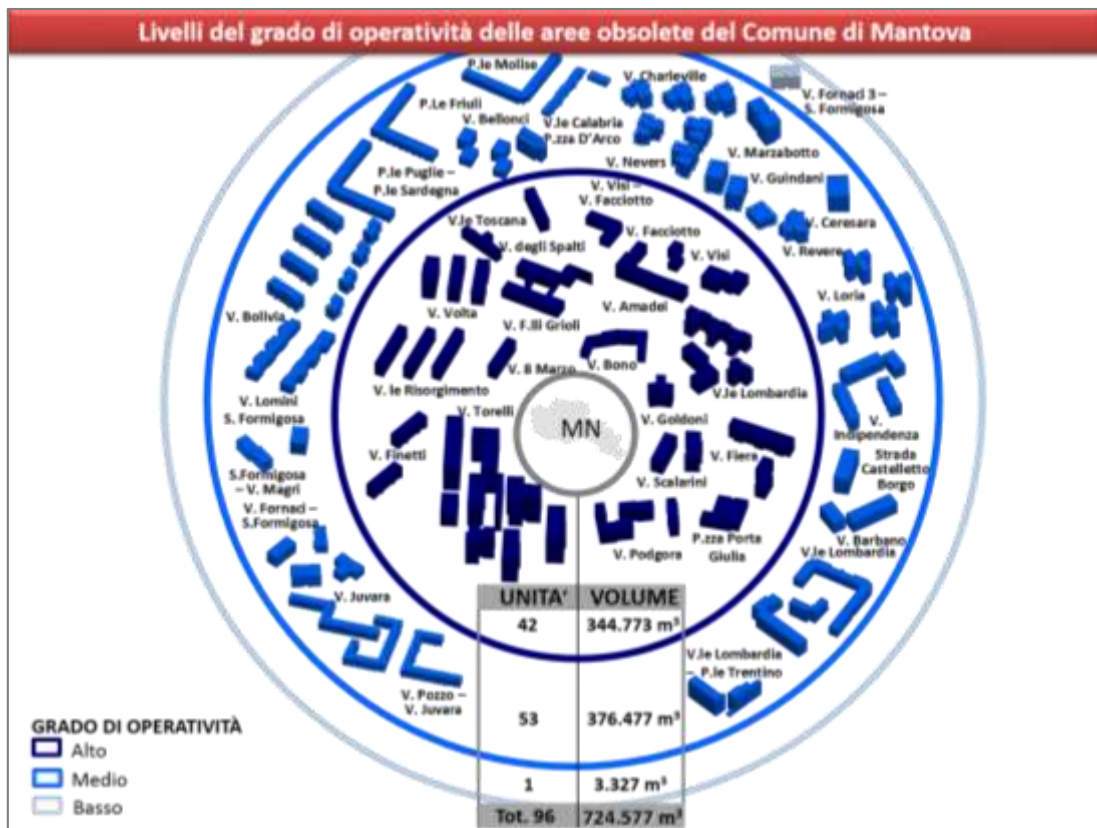 Livelli del grado di operatività delle aree obsolete del Comune di Mantova
P.le Molise
V. Charleville
V. Fornaci 3 –
S. Formigosa
P.Le Friuli
V. Bellonci
V.le Calabria
P.zza D'Arco
V. Marzabotto
V. Nevers
V. Guindani
P.le Puglie –
P.le Sardegna
V. Visi –
V. Facciotto
V.le Toscana
V. Ceresara
V. Facciotto
V. degli Spalti
V. Visi
V. Revere
V. Loria
V. Bolivia
V. Volta
V. Amadei
V. F.lli Grioli
V. Bono
V. 8 Marzo
V. le Risorgimento
V.le Lombardia
V. Lomini
S. Formigosa
V. Torelli
MN
V. Goldoni
V.
Indipendenza
V. Finetti
V. Fiera
Strada
Castelletto
Borgo
S.Formigosa
– V. Magri
V. Scalarini
V. Fornaci –
S.Formigosa
V. Barbano
V. Podgora
P.zza Porta
Giulia
V.le Lombardia
V. Juvara
UNITA' VOLUME
42 344.773 m³
V.le Lombardia
– P.le Trentino
V. Pozzo –
V. Juvara
53 376.477 m³
1 3.327 m³
Tot. 96 724.577 m³
GRADO DI OPERATIVITÀ
Alto
Medio
Basso